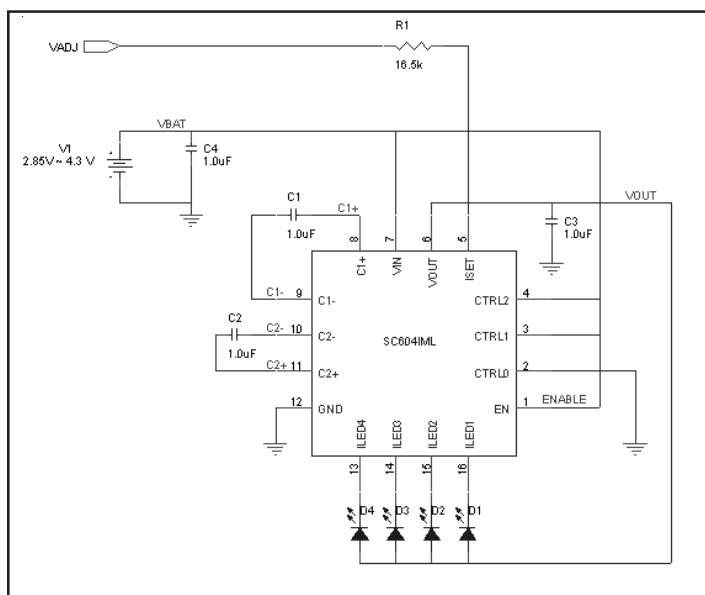 R1
VADJ
16.5k
VBAT
V1
2.85V ~ 4.3 V
C4
1.0uF
C1
C1+
1.0uF
VOUT
C3
1.0uF
8
7
6
5
C1+
VIN
VOUT
ISET
C1-
9
C1-
CTRL2
4
C2
C2-
10
C2-
SC604IML
CTRL1
3
1.0uF
C2+
11
C2+
CTRL0
2
12
GND
EN
1
ENABLE
ILED4
ILED3
ILED2
ILED1
13
14
15
16
D4
D3
D2
D1